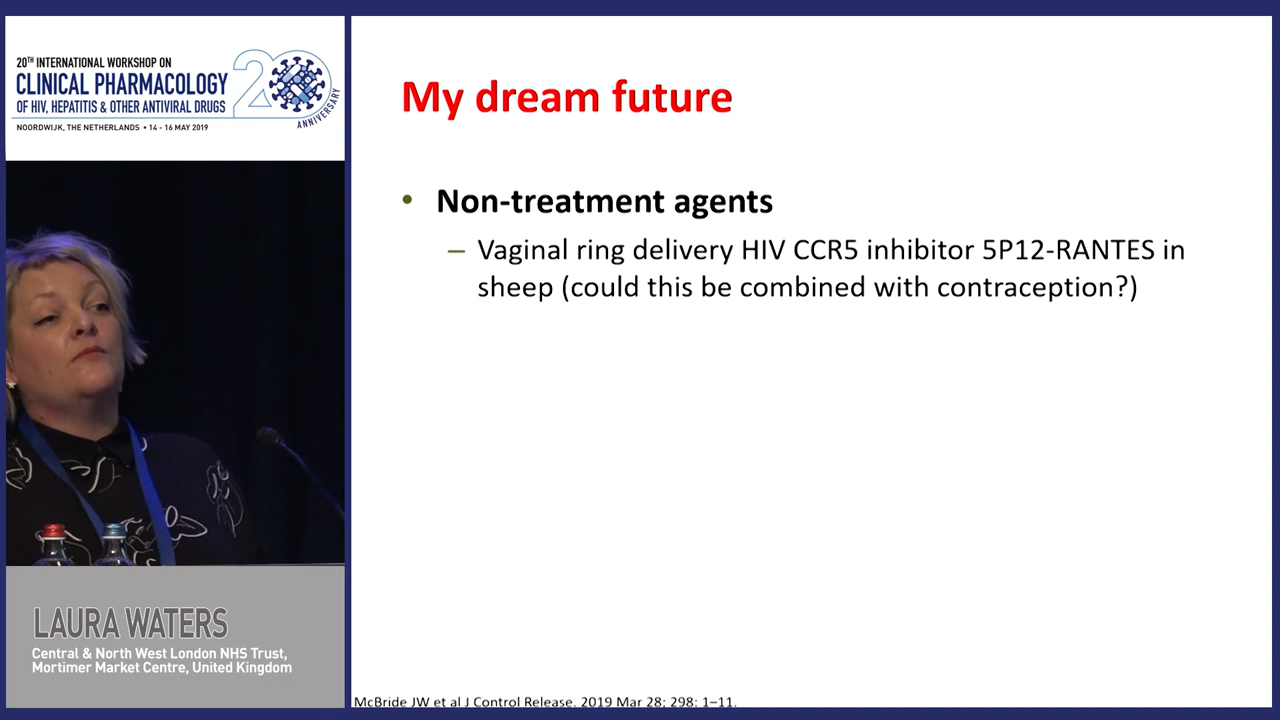 20TH INTERNATIONAL WORKSHOP ON
CLINICAL PHARMACOLOGY
OF HIV, HEPATITIS & OTHER ANTIVIRAL DRUGS
NOORDWIJK, THE NETHERLANDS • 14 - 16 MAY 2019
20
ANNIVERSARY
My dream future
• Non-treatment agents
– Vaginal ring delivery HIV CCR5 inhibitor 5P12-RANTES in
sheep (could this be combined with contraception?)
LAURA WATERS
Central & North West London NHS Trust,
Mortimer Market Centre, United Kingdom
McBride JW et al J Control Release. 2019 Mar 28; 298: 1–11.